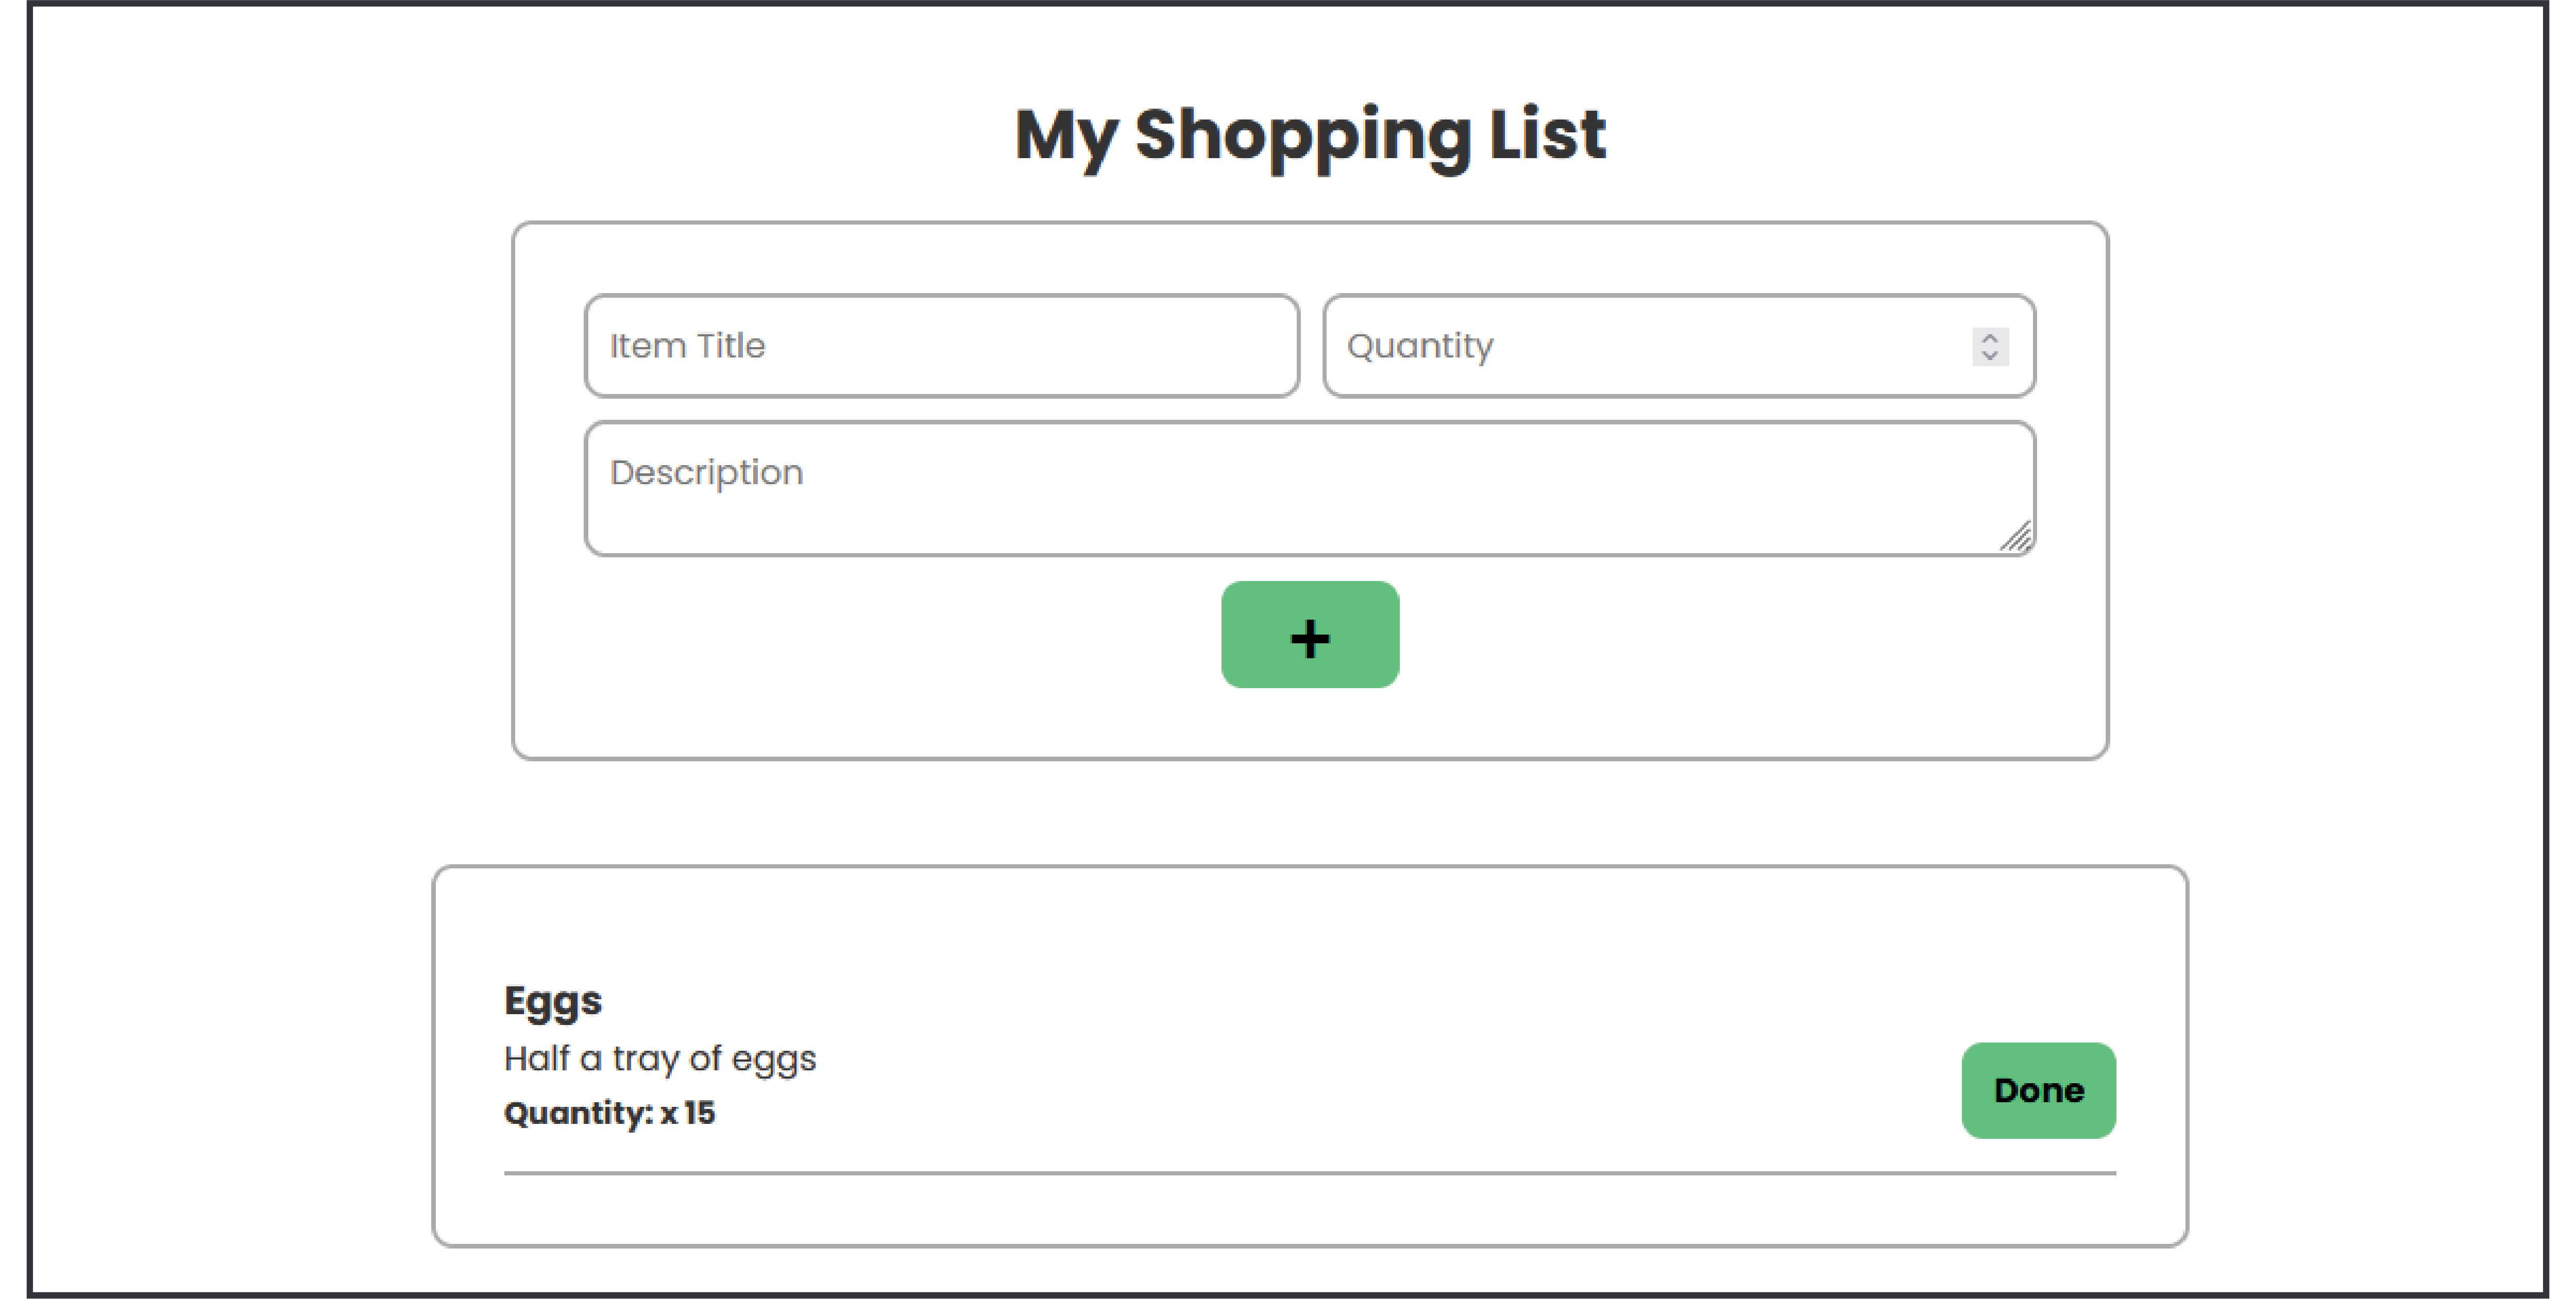 My Shopping List
Item Title
Quantity
Description
+
Eggs
Half a tray of eggs
Quantity: x 15
Done